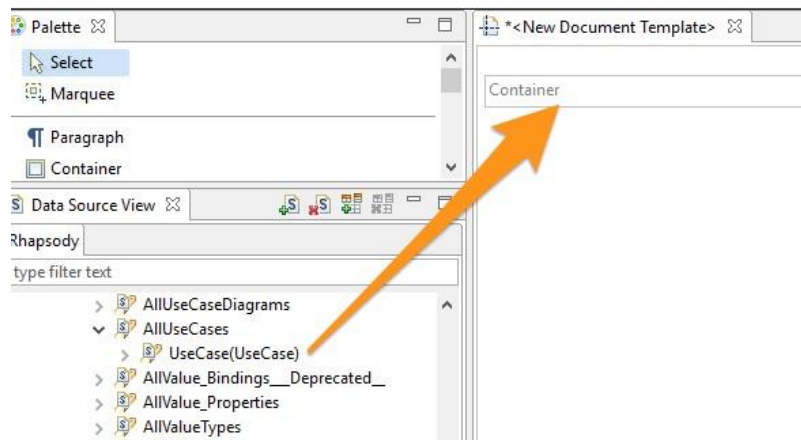 Palette
*<New Document Template>
Select
Marquee
Container
Paragraph
Container
Data Source View
Rhapsody
type filter text
AllUseCaseDiagrams
AllUseCases
UseCase(UseCase)
AllValue_Bindings__Deprecated_
AllValue_Properties
AllValueTypes